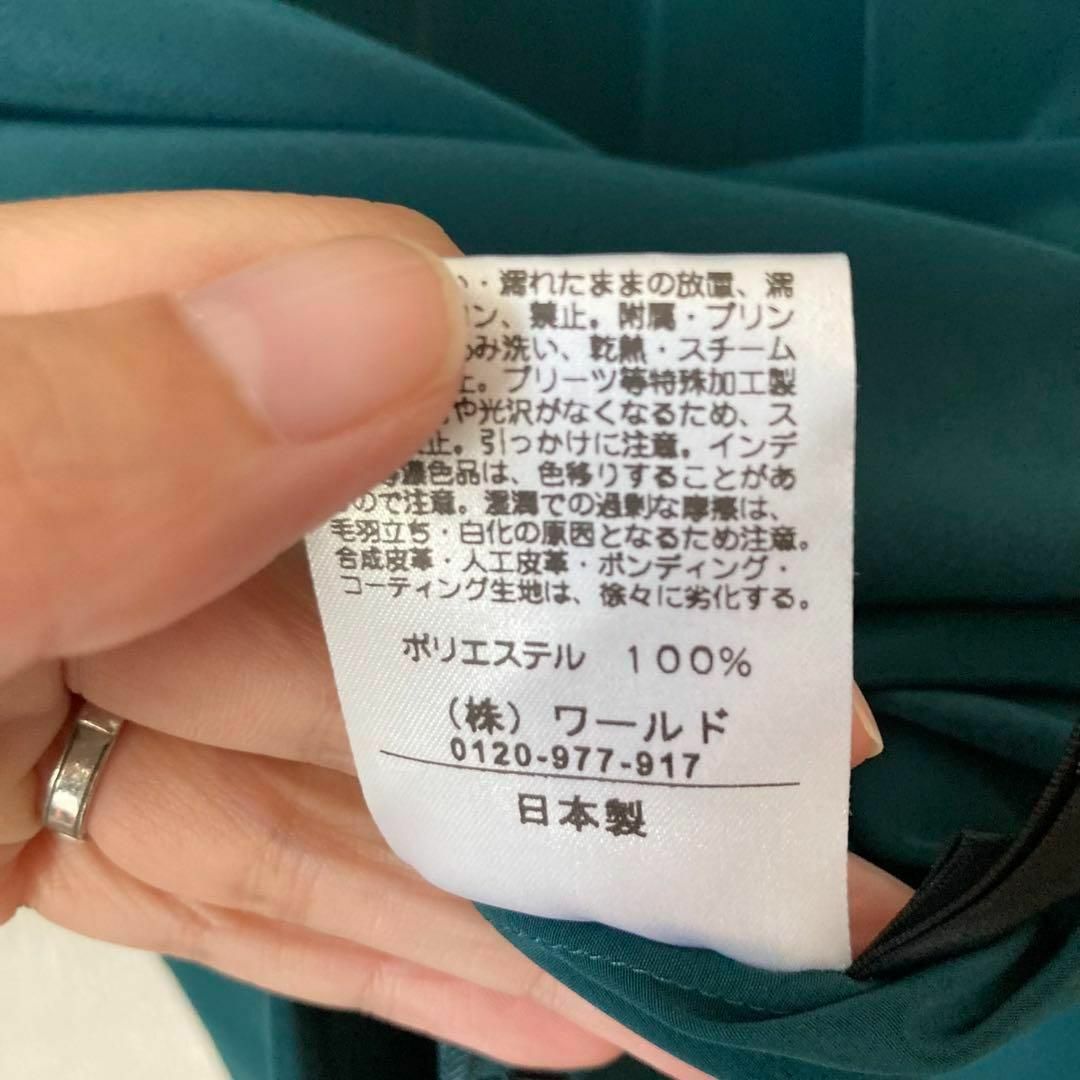 ・濡れたままの放置、濡
ン、禁止。附属・プリン
み洗い、乾熱・スチーム
止。プリーツ等特殊加工製
や光沢がなくなるため、ス
止。引っかけに注意。インデ
濃色品は、色移りすることがあ
ので注意。湿潤での過剰な摩擦は、
毛羽立ち・白化の原因となるため注意。
合成皮革・人工皮革・ボンディング・
コーティング生地は、徐々に劣化する。
ポリエステル 100%
(株) ワールド
0120-977-917
日本製